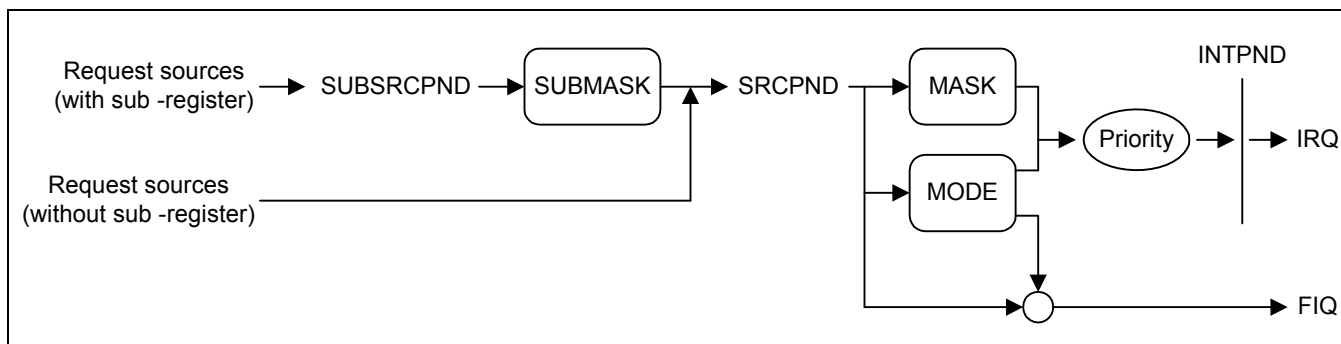 Request sources
(with sub -register)
SUBSRCPND
SUBMASK
SRCPND
MASK
INTPND
Priority
IRQ
Request sources
(without sub -register)
MODE
FIQ